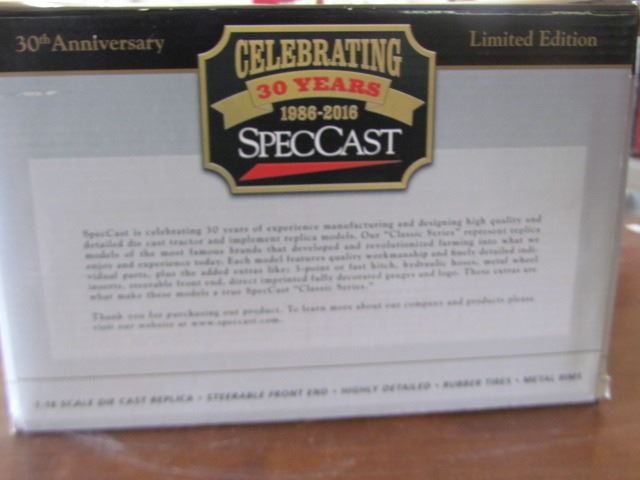 30th Anniversary
Limited Edition
CELEBRATING
30 YEARS
1986-2016
SPECCAST
SpecCast is celebrating 30 years of experience manufacturing and designing high quality and
detailed die cast tractor and implement replica models. Our "Classic Series" represent replica
models of the most famous brands that developed and revolutionized farming into what we
enjoy and experience today. Each model features quality workmanship and finely detailed indi-
vidual parts, plus the added extras like: 3-point or fast hitch, hydraulic hoses, metal wheel
inserts, steerable front end, direct imprinted fully decorated gauges and logo. These extras are
what make these models a true SpecCast "Classic Series."
Thank you for purchasing our product. To learn more about our company and products please
visit our website at www.speccast.com.
1:16 SCALE DIE CAST REPLICA • STEERABLE FRONT END • HIGHLY DETAILED • RUBBER TIRES • METAL RIMS